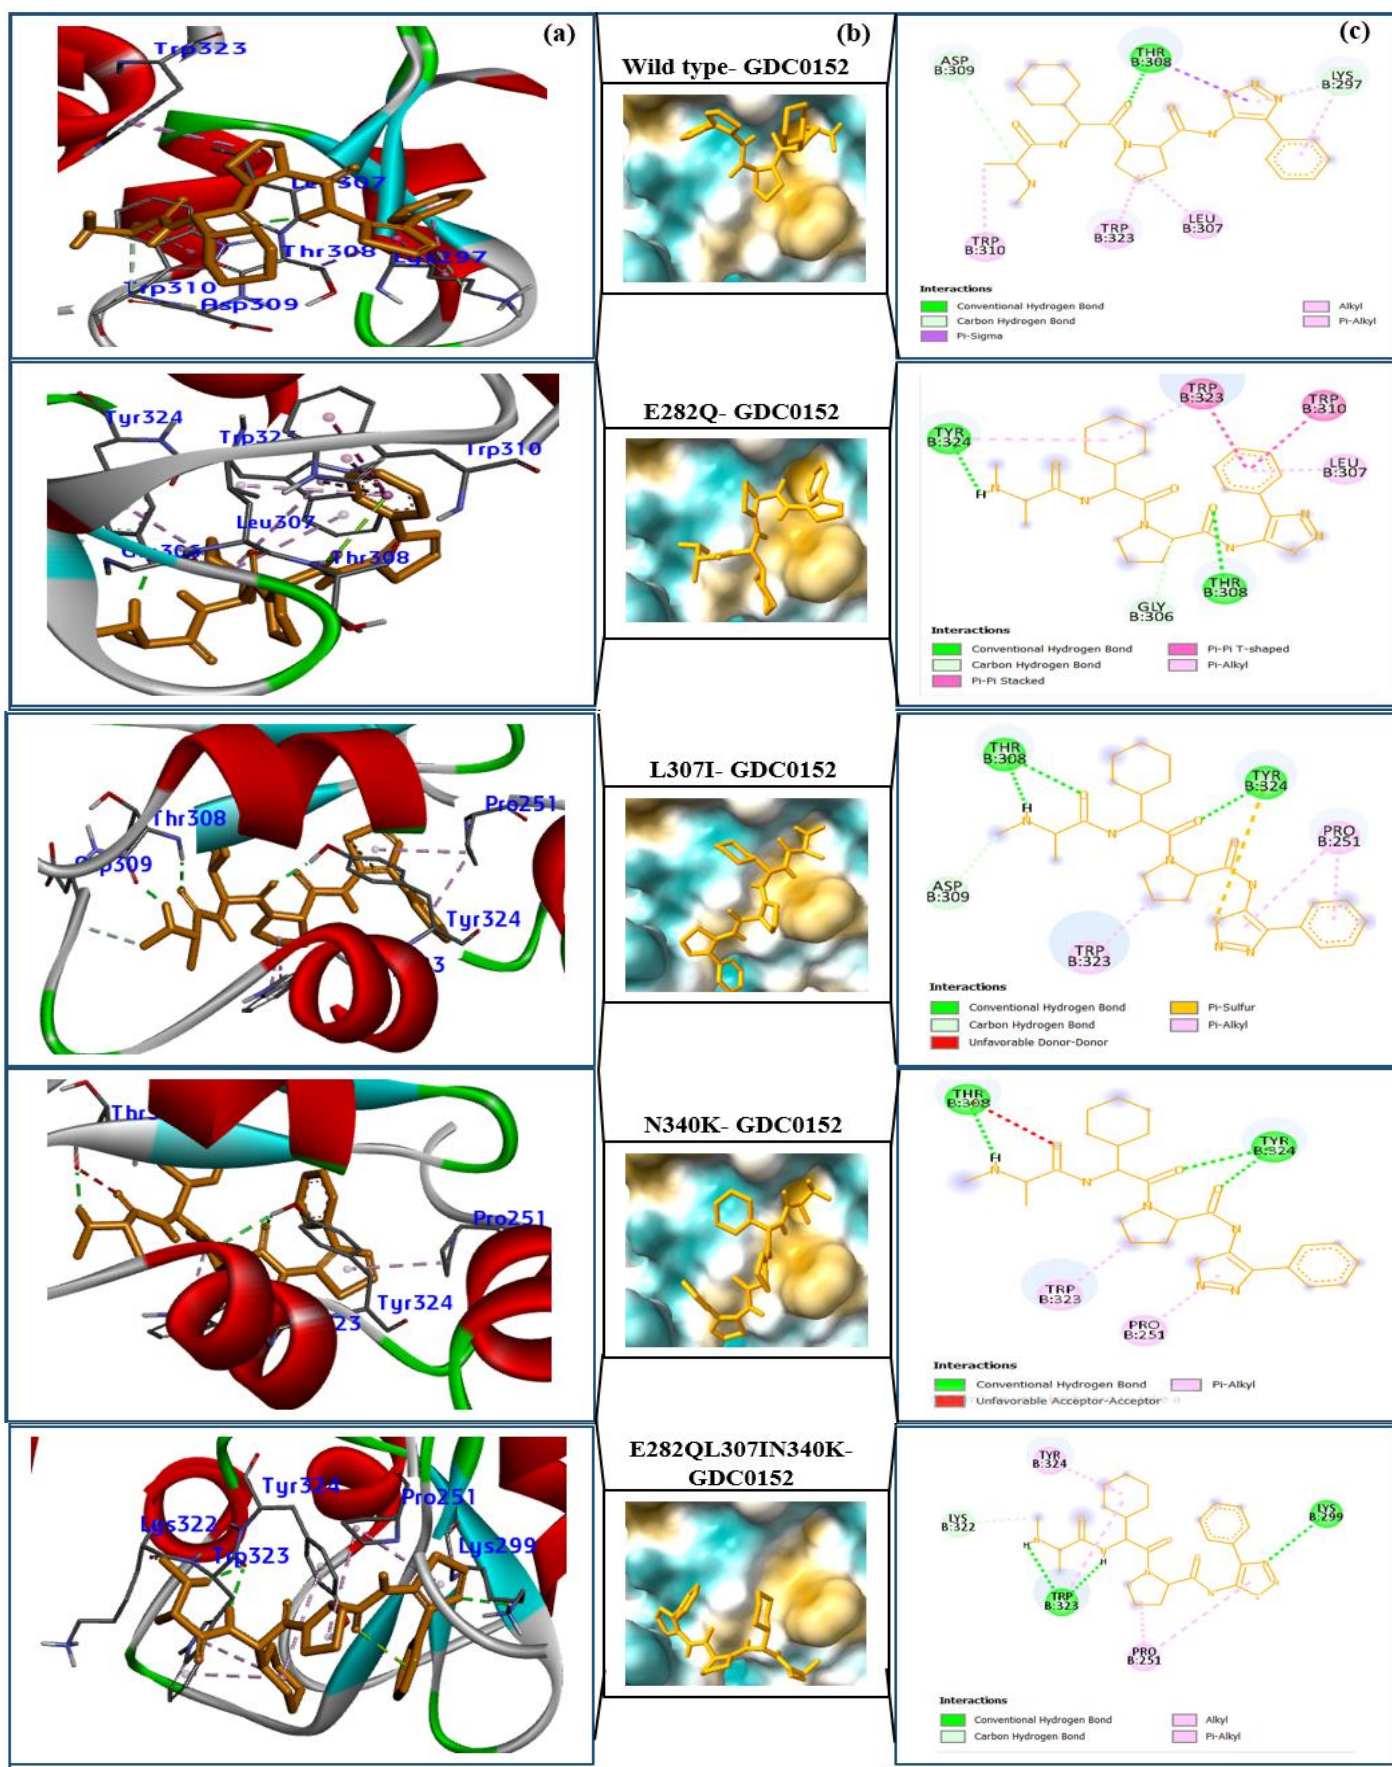 (a)
Trp323
Leu307
Thr308
Lys297
Trp310
Asp309
(b)
Wild type- GDC0152
(c)
ASP
B:309
THR
B:308
LYS
B:297
TRP
B:310
TRP
B:323
LEU
B:307
Interactions
Conventional Hydrogen Bond
Carbon Hydrogen Bond
Pi-Sigma
Alkyl
Pi-Alkyl
Tyr324
Trp310
Leu307
Thr308
E282Q- GDC0152
TRP
B:323
TRP
B:310
TYR
B:324
LEU
B:307
THR
B:308
GLY
B:306
Interactions
Conventional Hydrogen Bond
Carbon Hydrogen Bond
Pi-Pi Stacked
Pi-Pi T-shaped
Pi-Alkyl
Pro251
Thr308
Tyr324
L307I- GDC0152
THR
B:308
TYR
B:324
PRO
B:251
ASP
B:309
TRP
B:323
Interactions
Conventional Hydrogen Bond
Carbon Hydrogen Bond
Unfavorable Donor-Donor
Pi-Sulfur
Pi-Alkyl
Pro251
Tyr324
N340K- GDC0152
THR
B:308
TYR
B:324
TRP
B:323
PRO
B:251
Interactions
Conventional Hydrogen Bond
Unfavorable Acceptor-Acceptor
Pi-Alkyl
Tyr324
Pro251
Lys322
Trp323
Lys299
E282QL307IN340K-
GDC0152
TYR
B:324
LYS
B:322
LYS
B:299
TRP
B:323
PRO
B:251
Interactions
Conventional Hydrogen Bond
Carbon Hydrogen Bond
Alkyl
Pi-Alkyl